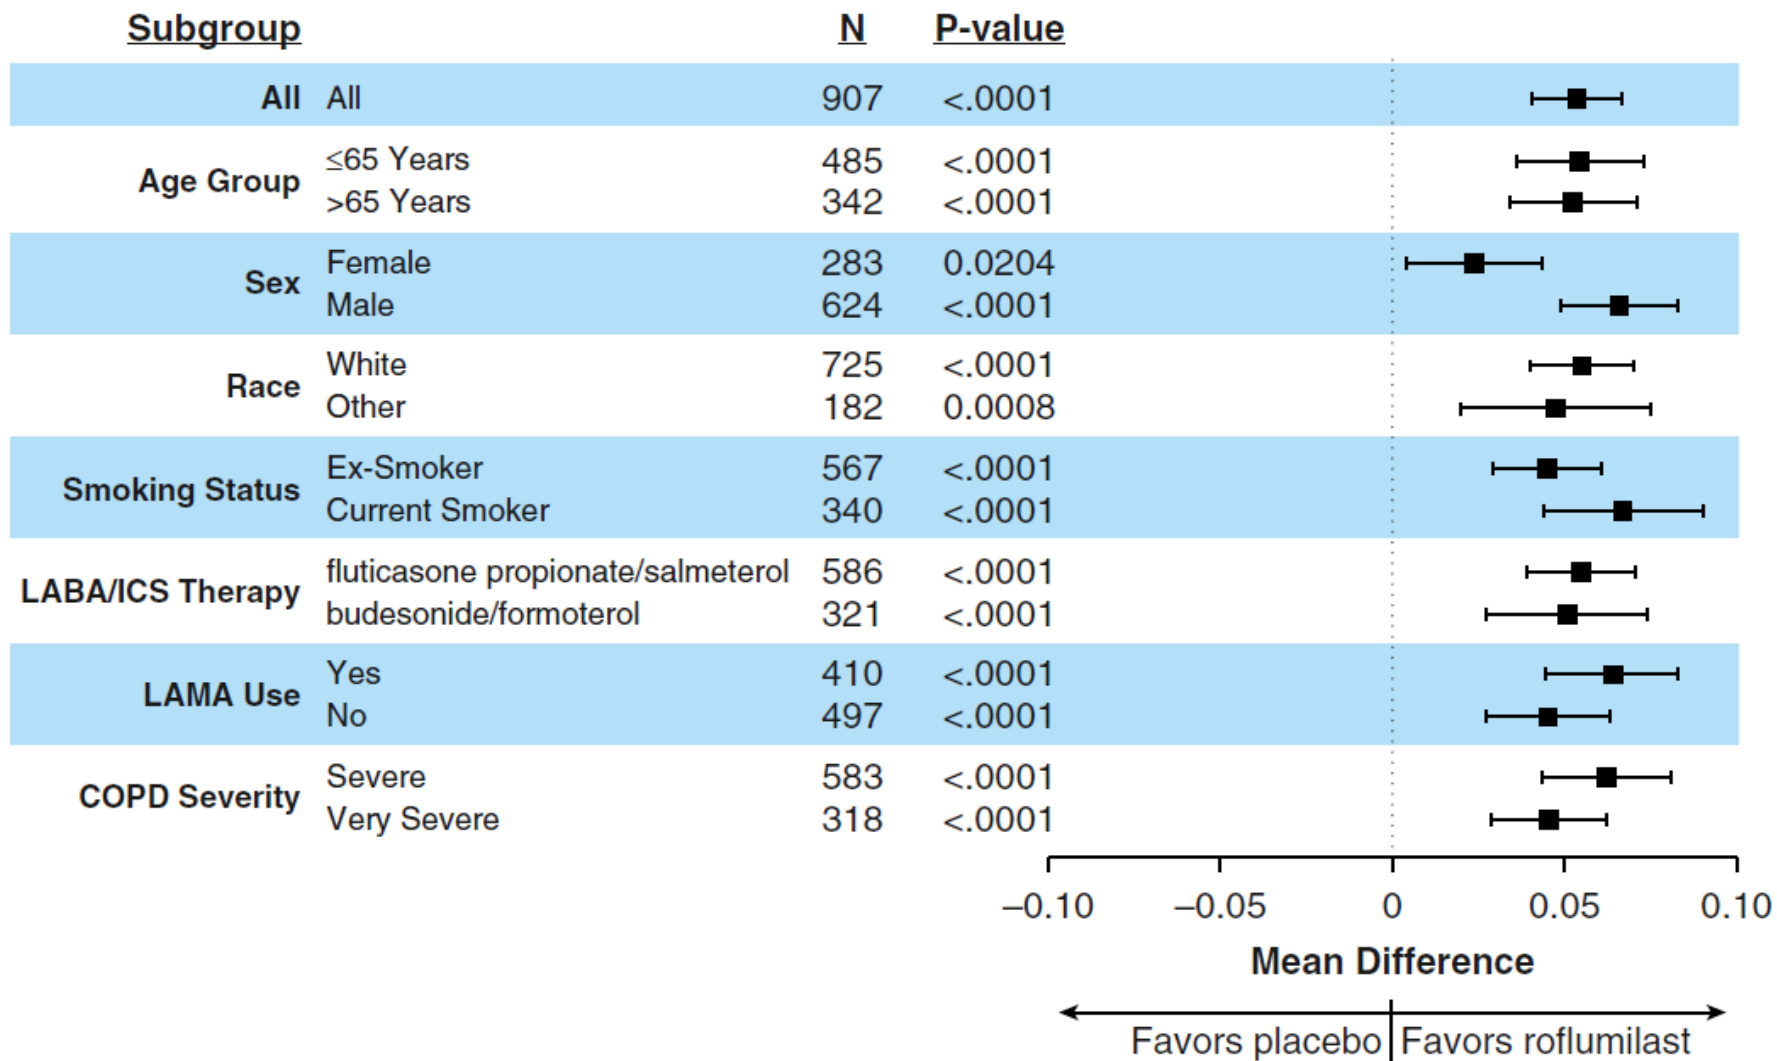 Subgroup N P-value
All All 907 <.0001
Age Group
≤65 Years 485 <.0001
>65 Years 342 <.0001
Sex
Female 283 0.0204
Male 624 <.0001
Race
White 725 <.0001
Other 182 0.0008
Smoking Status
Ex-Smoker 567 <.0001
Current Smoker 340 <.0001
LABA/ICS Therapy
fluticasone propionate/salmeterol 586 <.0001
budesonide/formoterol 321 <.0001
LAMA Use
Yes 410 <.0001
No 497 <.0001
COPD Severity
Severe 583 <.0001
Very Severe 318 <.0001
–0.10 –0.05 0 0.05 0.10
Mean Difference
Favors placebo Favors roflumilast